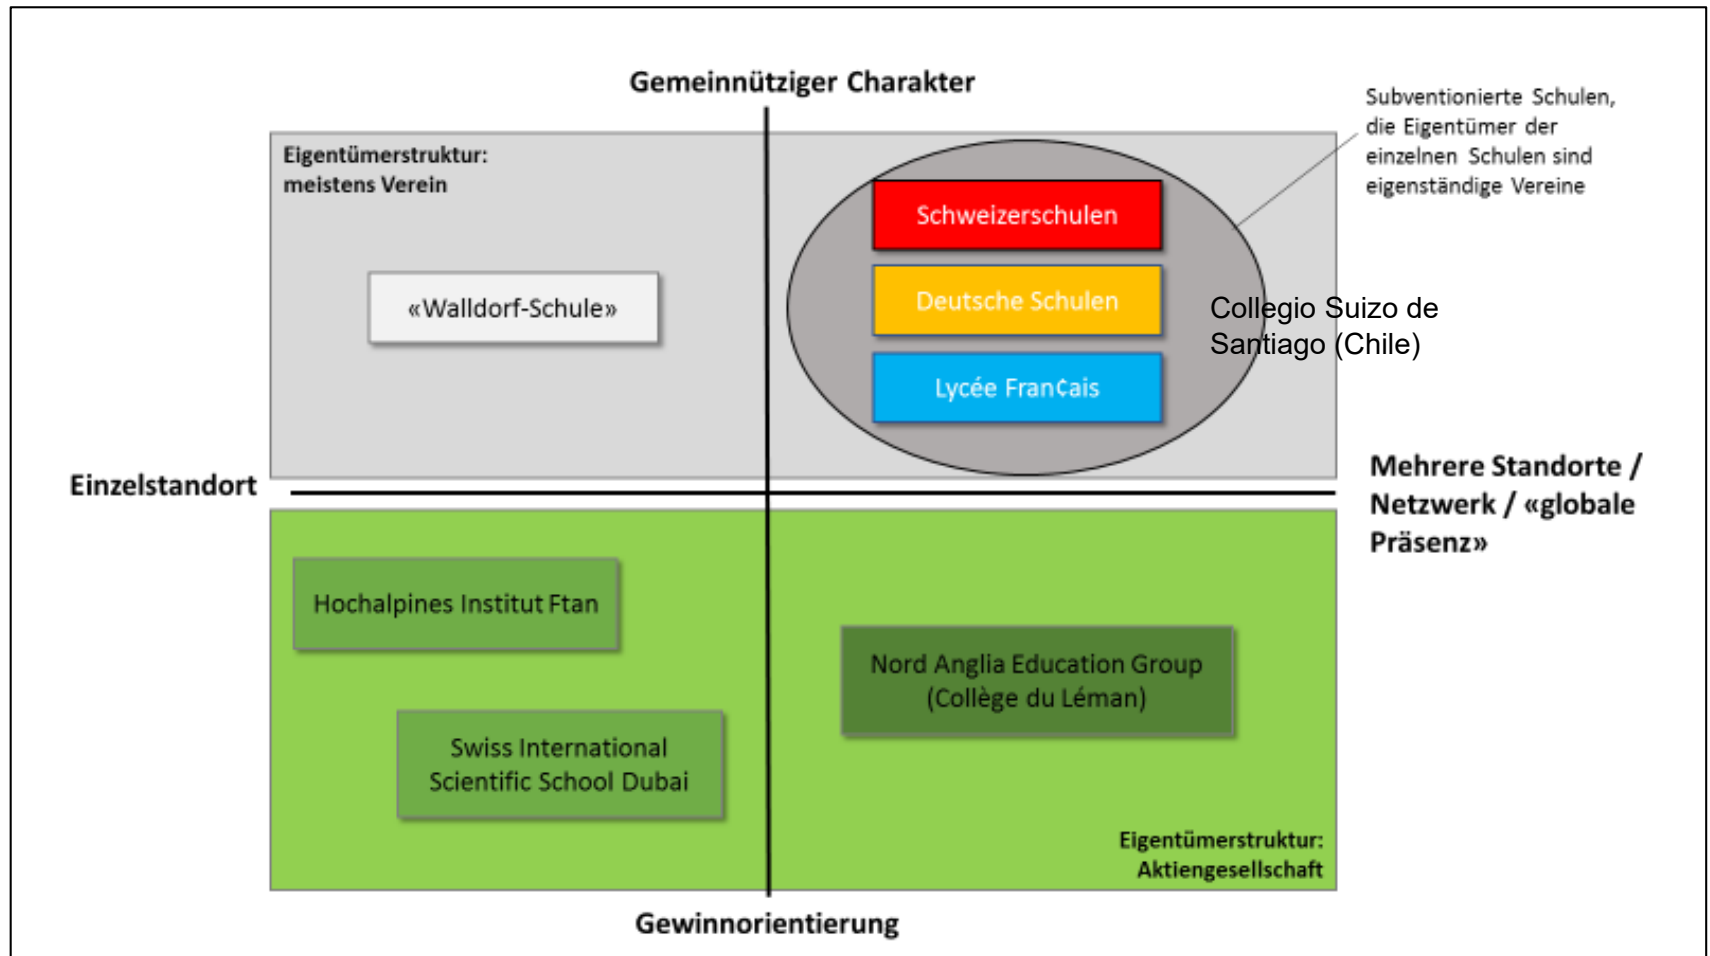 Gemeinnütziger Charakter
Subventionierte Schulen,
die Eigentümer der
einzelnen Schulen sind
eigenständige Vereine
Eigentümerstruktur:
meistens Verein
Schweizerschulen
«Walldorf-Schule»
Deutsche Schulen
Collegio Suizo de
Santiago (Chile)
Lycée Fran¢ais
Einzelstandort
Mehrere Standorte /
Netzwerk / «globale
Präsenz»
Hochalpines Institut Ftan
Nord Anglia Education Group
(Collège du Léman)
Swiss International
Scientific School Dubai
Eigentümerstruktur:
Aktiengesellschaft
Gewinnorientierung